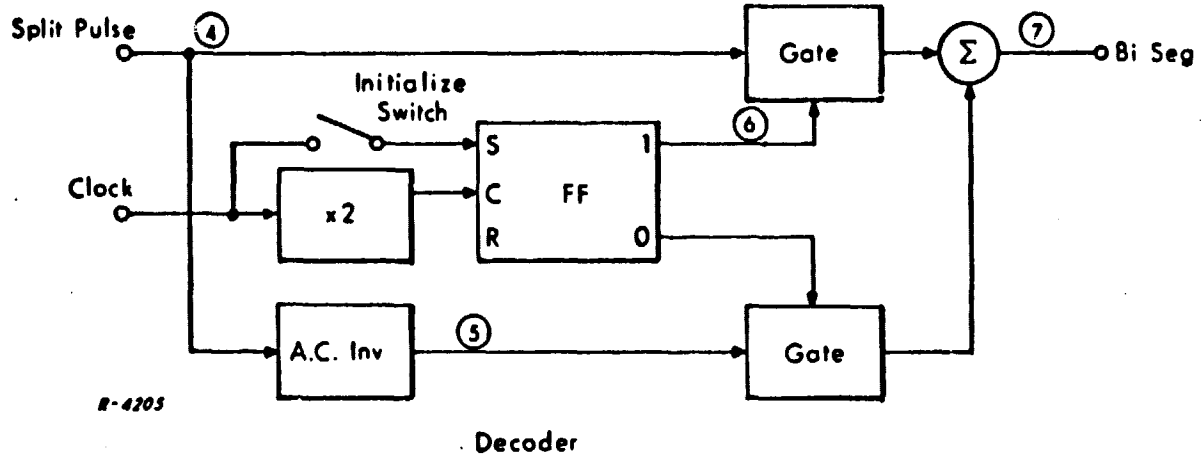 Split Pulse
4
Gate
Σ
7
Bi Seg
Initialize
Switch
6
S
1
Clock
x2
C
FF
R
0
A.C. Inv
5
Gate
R-4205
Decoder